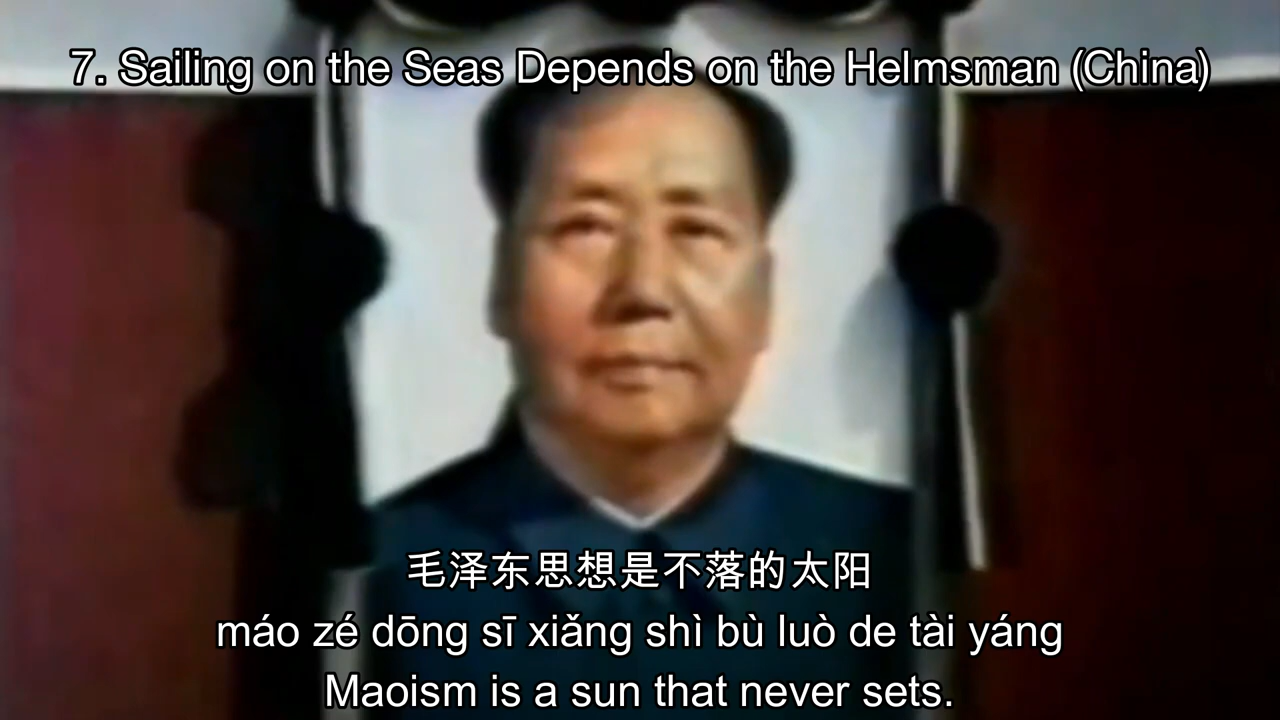 7. Sailing on the Seas Depends on the Helmsman (China)
毛泽东思想是不落的太阳
máo zé dōng sī xiǎng shì bù luò de tài yáng
Maoism is a sun that never sets.